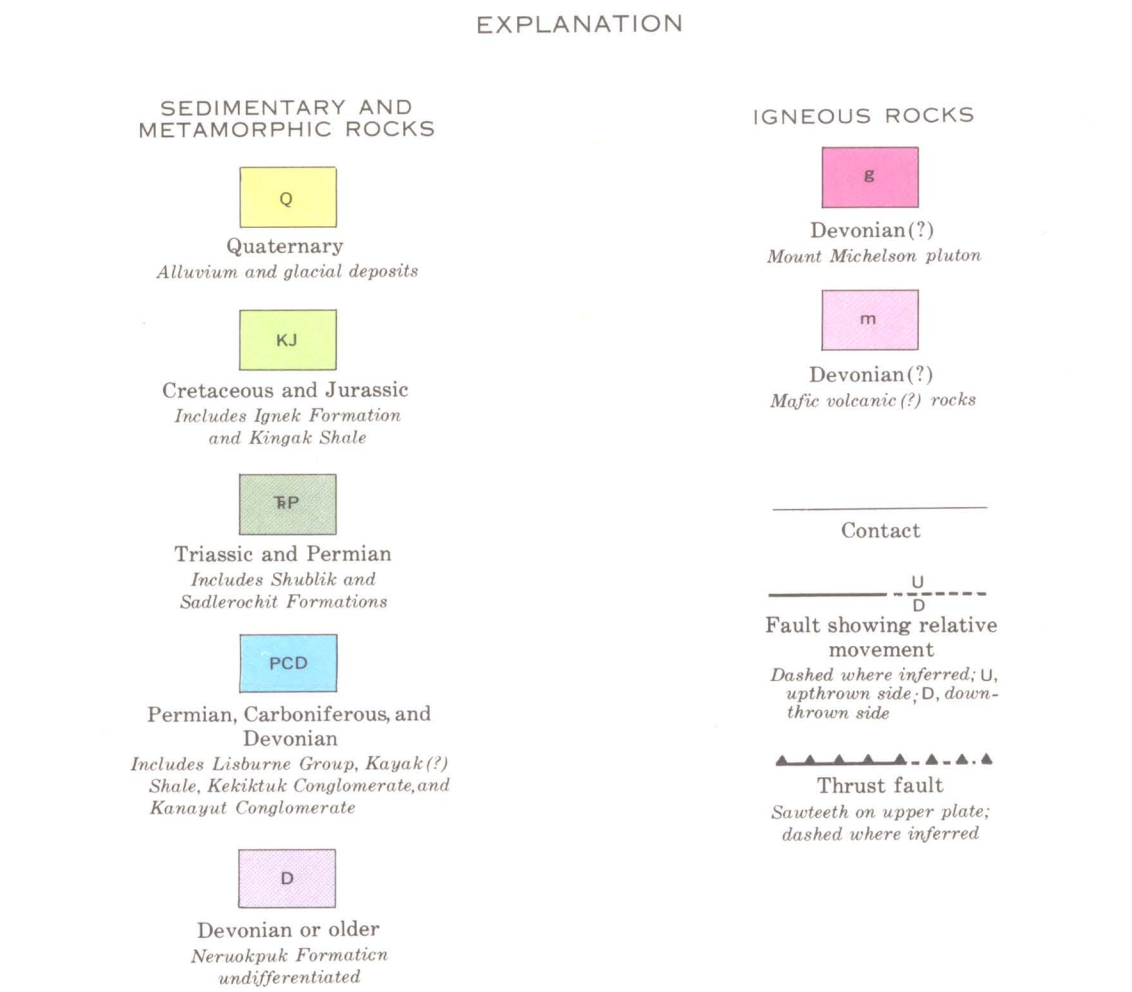 EXPLANATION
SEDIMENTARY AND
METAMORPHIC ROCKS
Q
Quaternary
Alluvium and glacial deposits
KJ
Cretaceous and Jurassic
Includes Ignek Formation
and Kingak Shale
TRP
Triassic and Permian
Includes Shublik and
Sadlerochit Formations
PCD
Permian, Carboniferous, and
Devonian
Includes Lisburne Group, Kayak (?)
Shale, Kekiktuk Conglomerate, and
Kanayut Conglomerate
D
Devonian or older
Neruokpuk Formaticn
undifferentiated
IGNEOUS ROCKS
g
Devonian (?)
Mount Michelson pluton
m
Devonian (?)
Mafic volcanic (?) rocks
Contact
U
D
Fault showing relative
movement
Dashed where inferred; U,
upthrown side; D, down-
thrown side
Thrust fault
Sawteeth on upper plate;
dashed where inferred